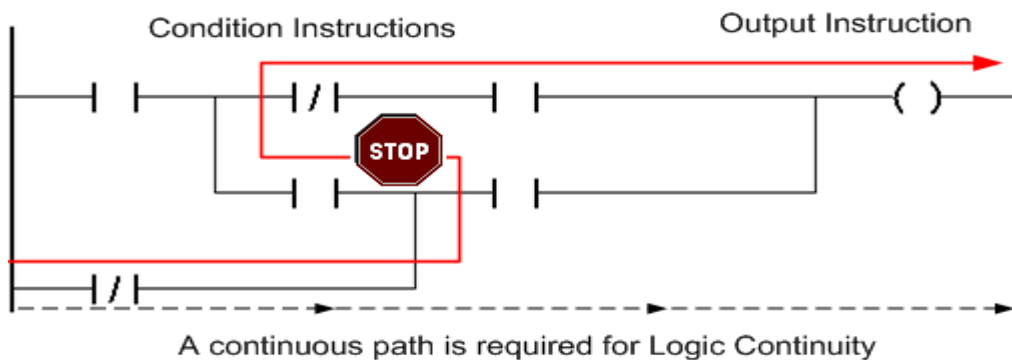 Condition Instructions
Output Instruction
STOP
A continuous path is required for Logic Continuity